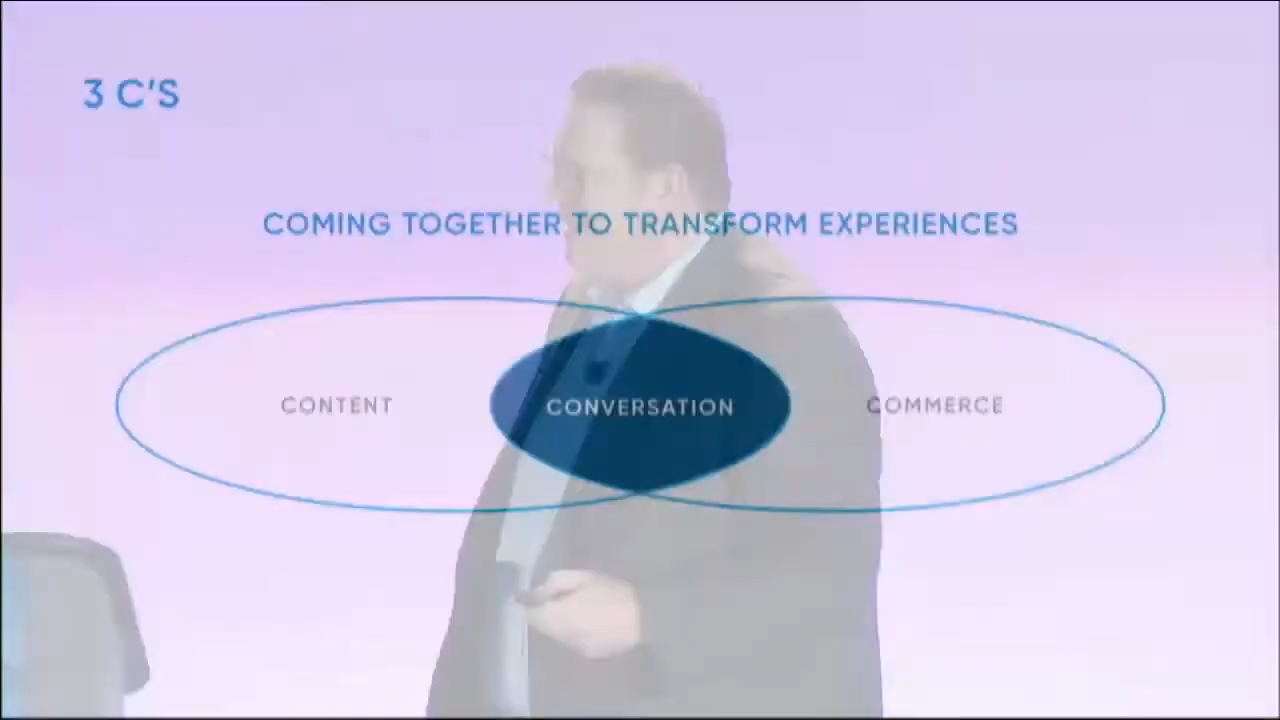 3 C'S
COMING TOGETHER TO TRANSFORM EXPERIENCES
CONTENT
CONVERSATION
COMMERCE